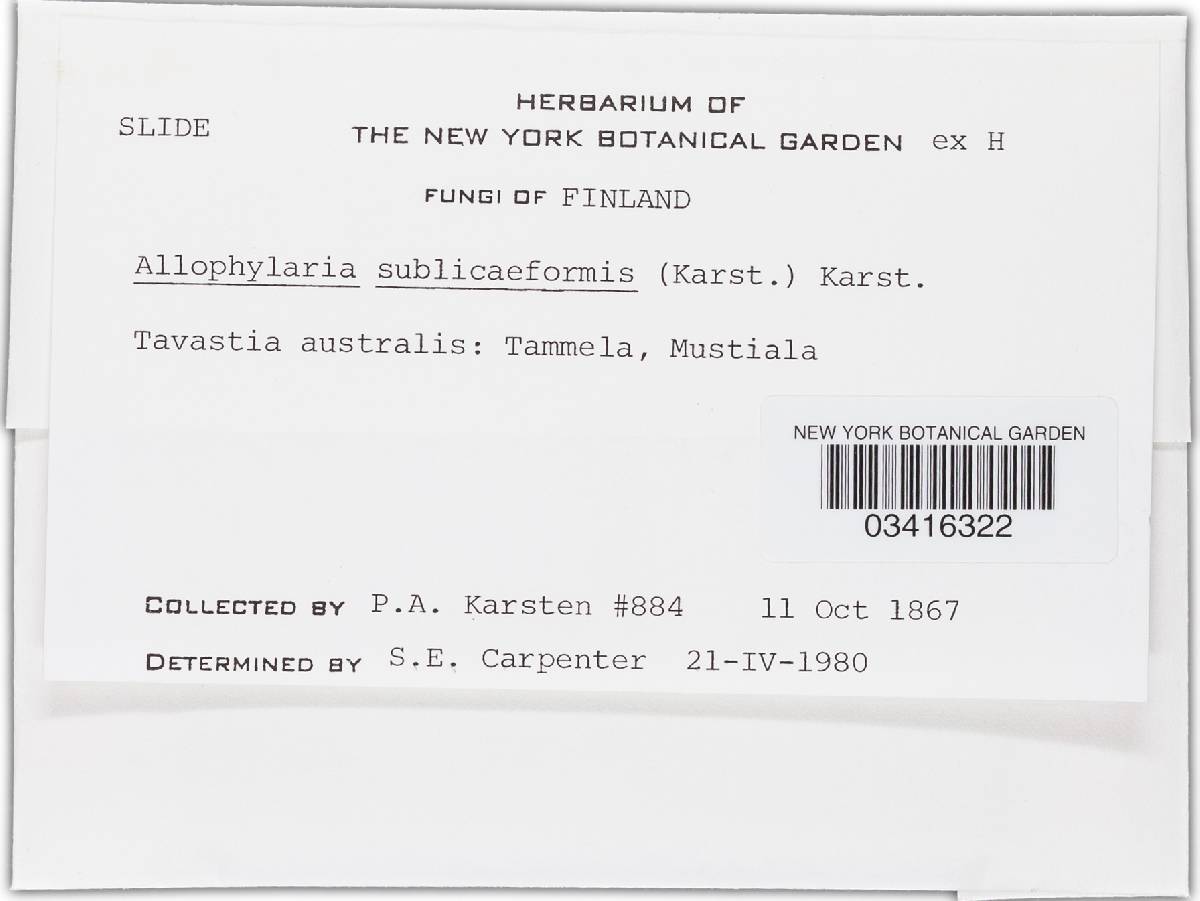 SLIDE
HERBARIUM OF
THE NEW YORK BOTANICAL GARDEN ex H
FUNGI OF FINLAND
Allophylaria sublicaeformis (Karst.) Karst.
Tavastia australis: Tammela, Mustiala
NEW YORK BOTANICAL GARDEN
03416322
COLLECTED BY P.A. Karsten #884 11 Oct 1867
DETERMINED BY S.E. Carpenter 21-IV-1980